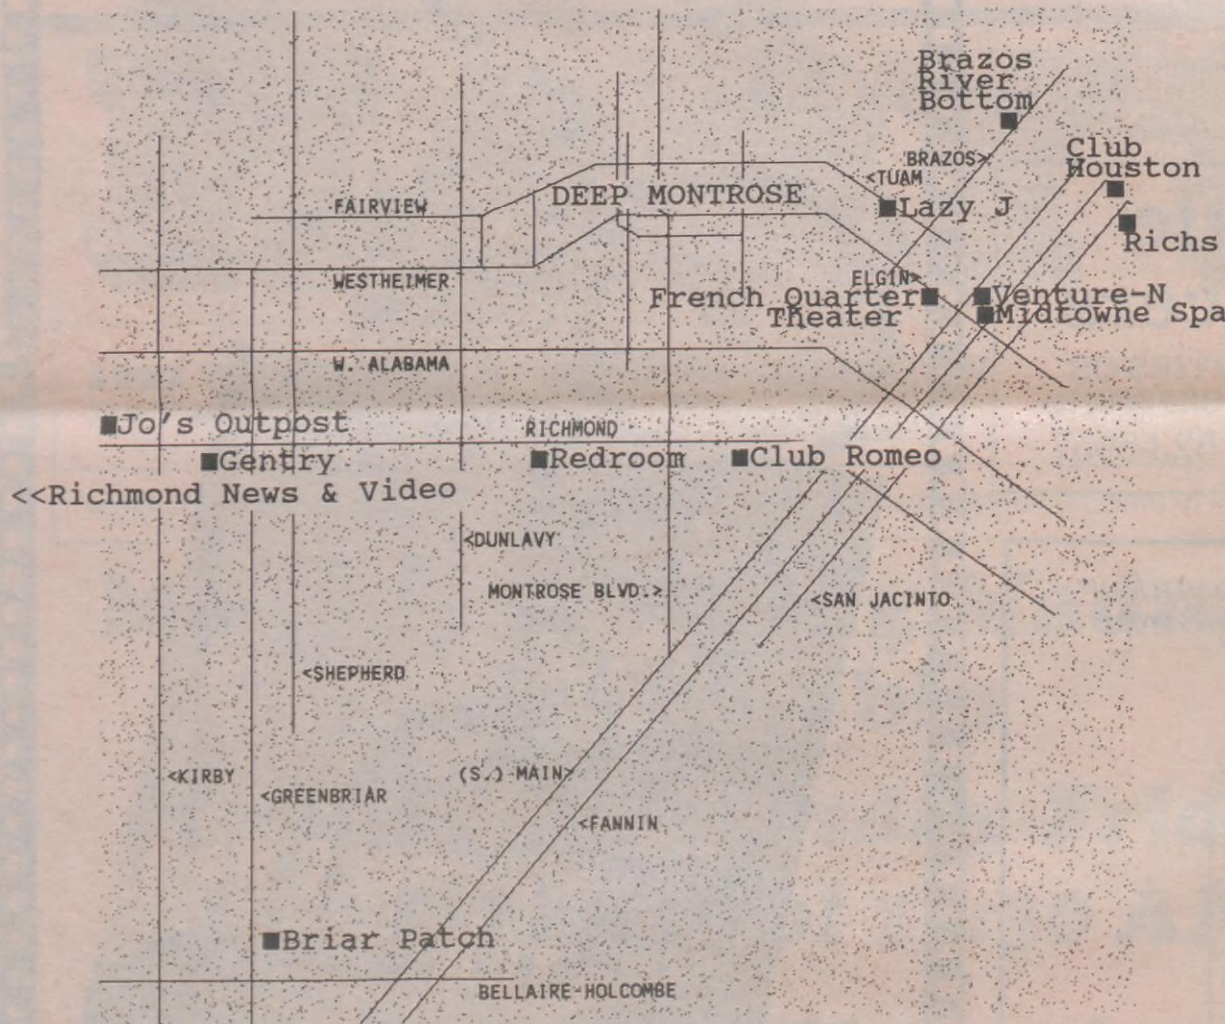 Brazos
River
Bottom
Club
Houston
BRAZOS>
<TUAM
DEEP MONTROSE
FAIRVIEW
■Lazy J
Richs
WESTHEIMER
ELGIN>
French Quarter■
Theater
■Venture-N
■Midtowne Spa
W. ALABAMA
■Jo's Outpost
RICHMOND
■Gentry
■Redroom
■Club Romeo
<<Richmond News & Video
<DUNLAVY
MONTROSE BLVD.>
<SAN JACINTO
<SHEPHERD
<KIRBY
(S.) MAIN>
<GREENBRIAR
<FANNIN
■Briar Patch
BELLAIRE-HOLCOMBE